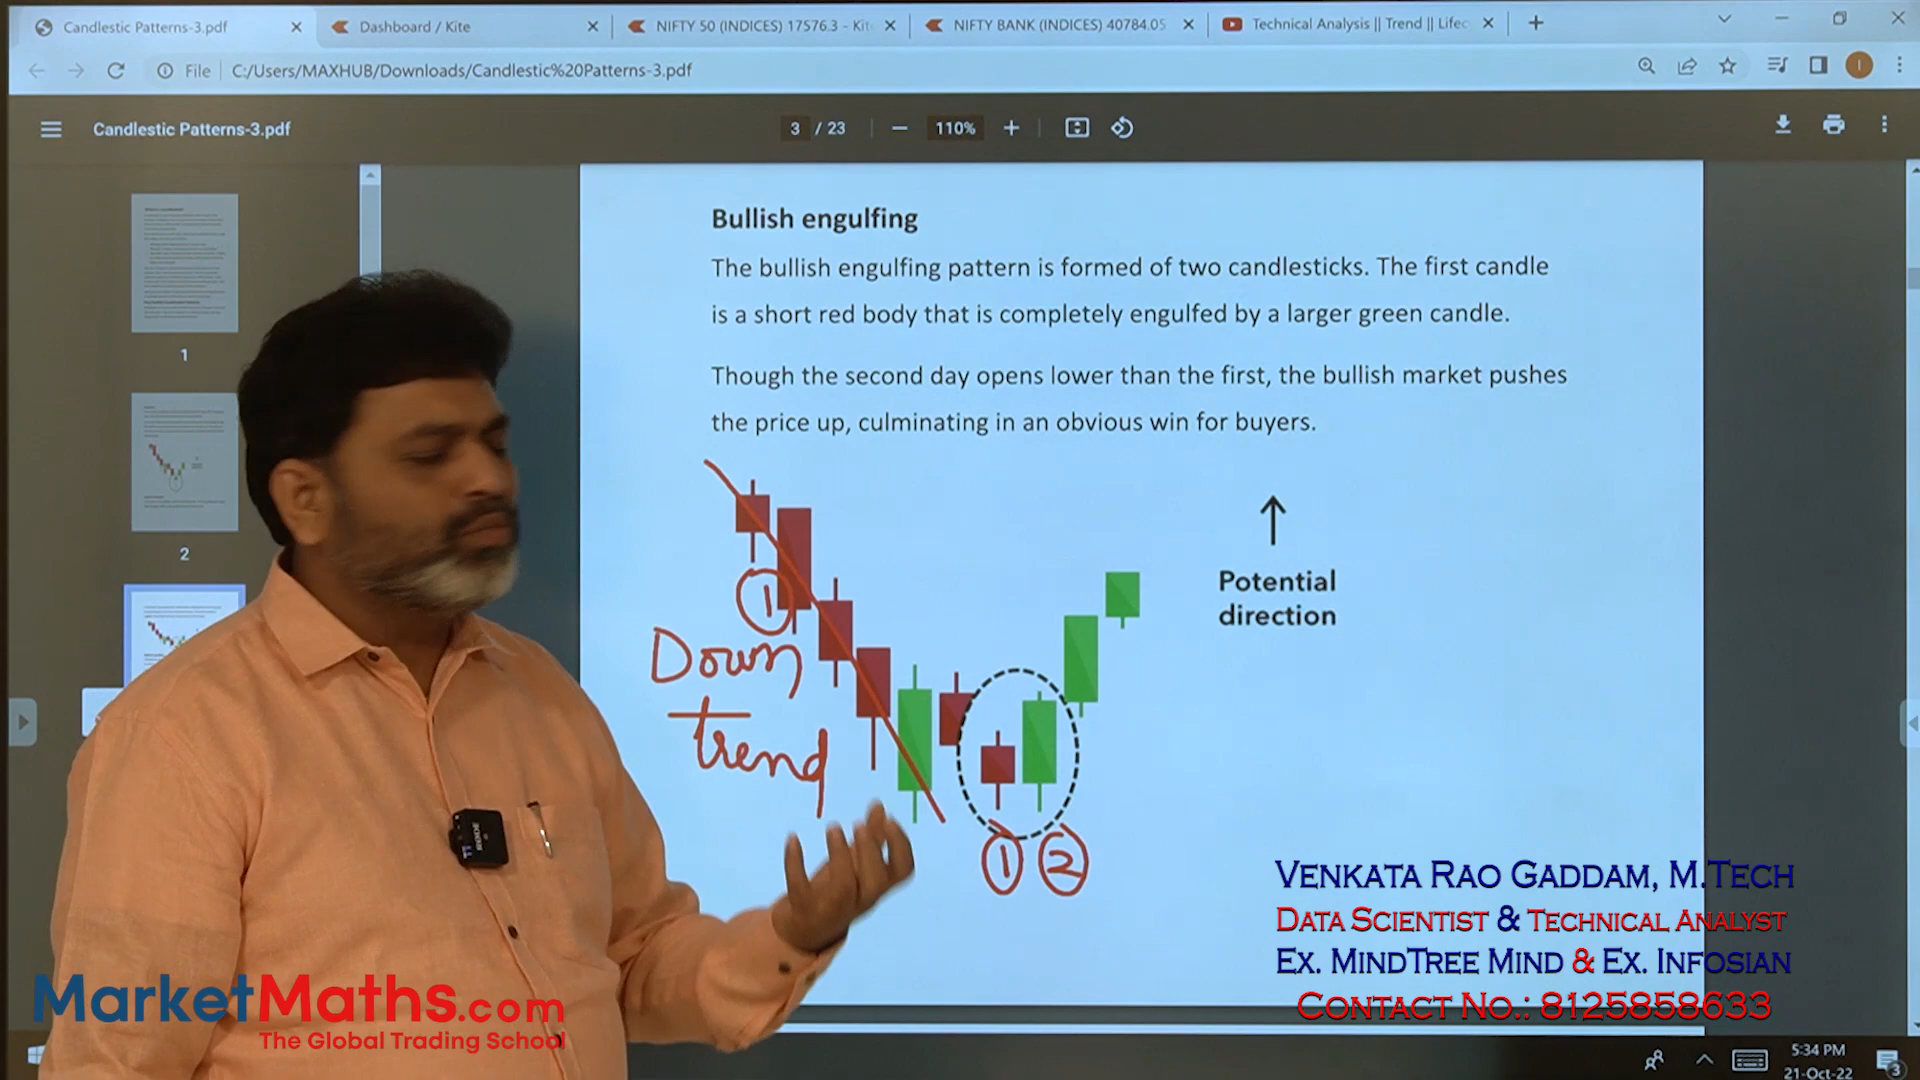 Candlestic Patterns-3.pdf
Dashboard / Kite
NIFTY 50 (INDICES) 17576.3 - Kit
NIFTY BANK (INDICES) 40784.05
Technical Analysis || Trend || Lifec
File
C:/Users/MAXHUB/Downloads/Candlestic%20Patterns-3.pdf
I
Candlestic Patterns-3.pdf
3 / 23
110%
1
2
Bullish engulfing
The bullish engulfing pattern is formed of two candlesticks. The first candle
is a short red body that is completely engulfed by a larger green candle.
Though the second day opens lower than the first, the bullish market pushes
the price up, culminating in an obvious win for buyers.
1
Down
trend
Potential
direction
1 2
RODE
Venkata Rao Gaddam, M.Tech
Data Scientist & Technical Analyst
Ex. MindTree Mind & Ex. Infosian
Contact No.: 8125858633
MarketMaths.com
The Global Trading School
5:34 PM
21-Oct-22
3